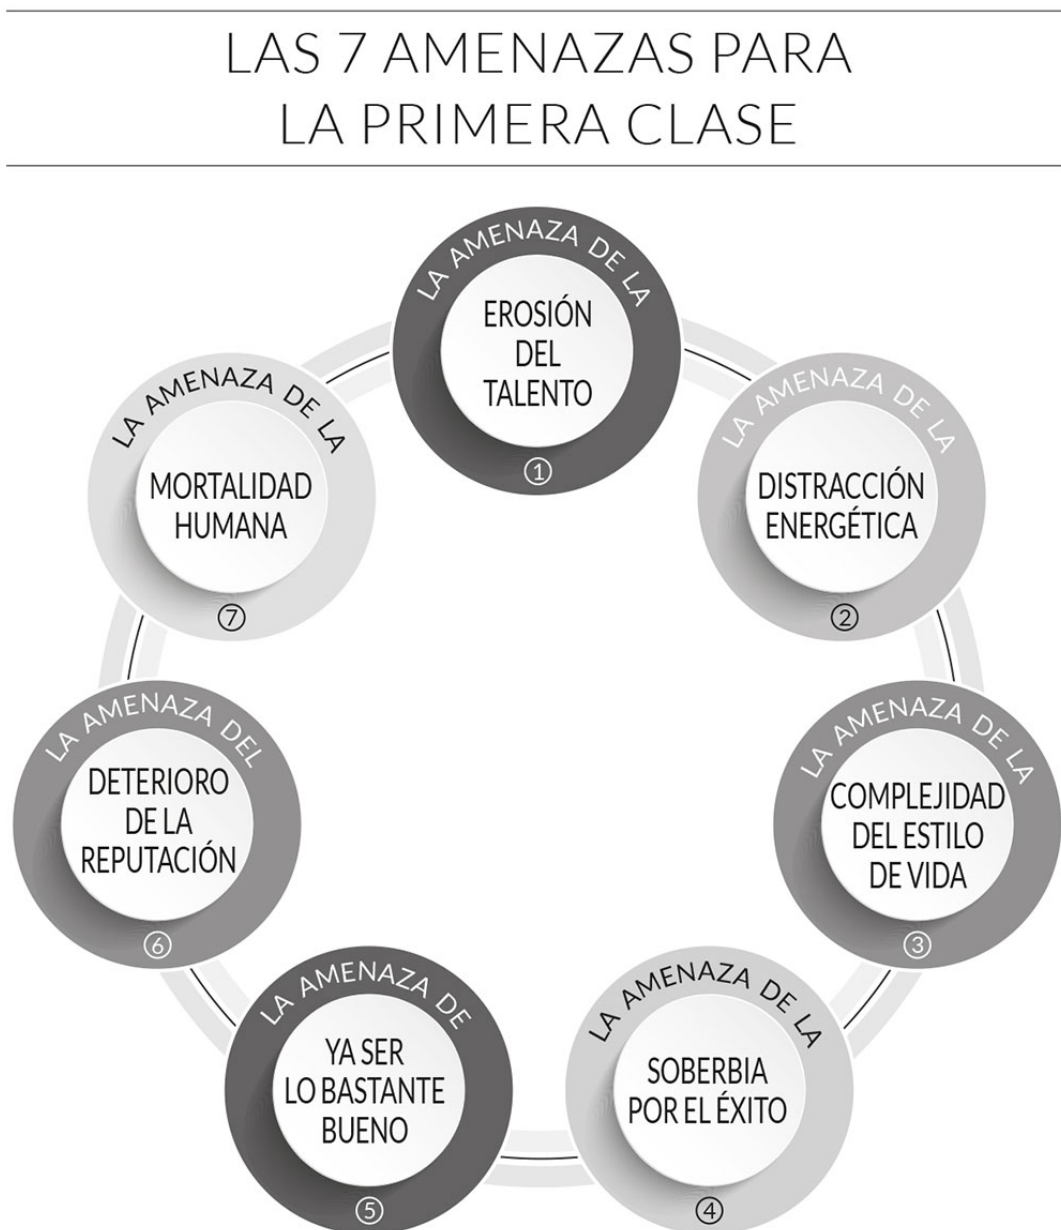 LAS 7 AMENAZAS PARA
LA PRIMERA CLASE
LA AMENAZA DE LA
EROSIÓN
DEL
TALENTO
1
LA AMENAZA DE LA
DISTRACCIÓN
ENERGÉTICA
2
LA AMENAZA DE LA
COMPLEJIDAD
DEL ESTILO
DE VIDA
3
LA AMENAZA DE LA
SOBERBIA
POR EL ÉXITO
4
LA AMENAZA DE
YA SER
LO BASTANTE
BUENO
5
LA AMENAZA DEL
DETERIORO
DE LA
REPUTACIÓN
6
LA AMENAZA DE LA
MORTALIDAD
HUMANA
7